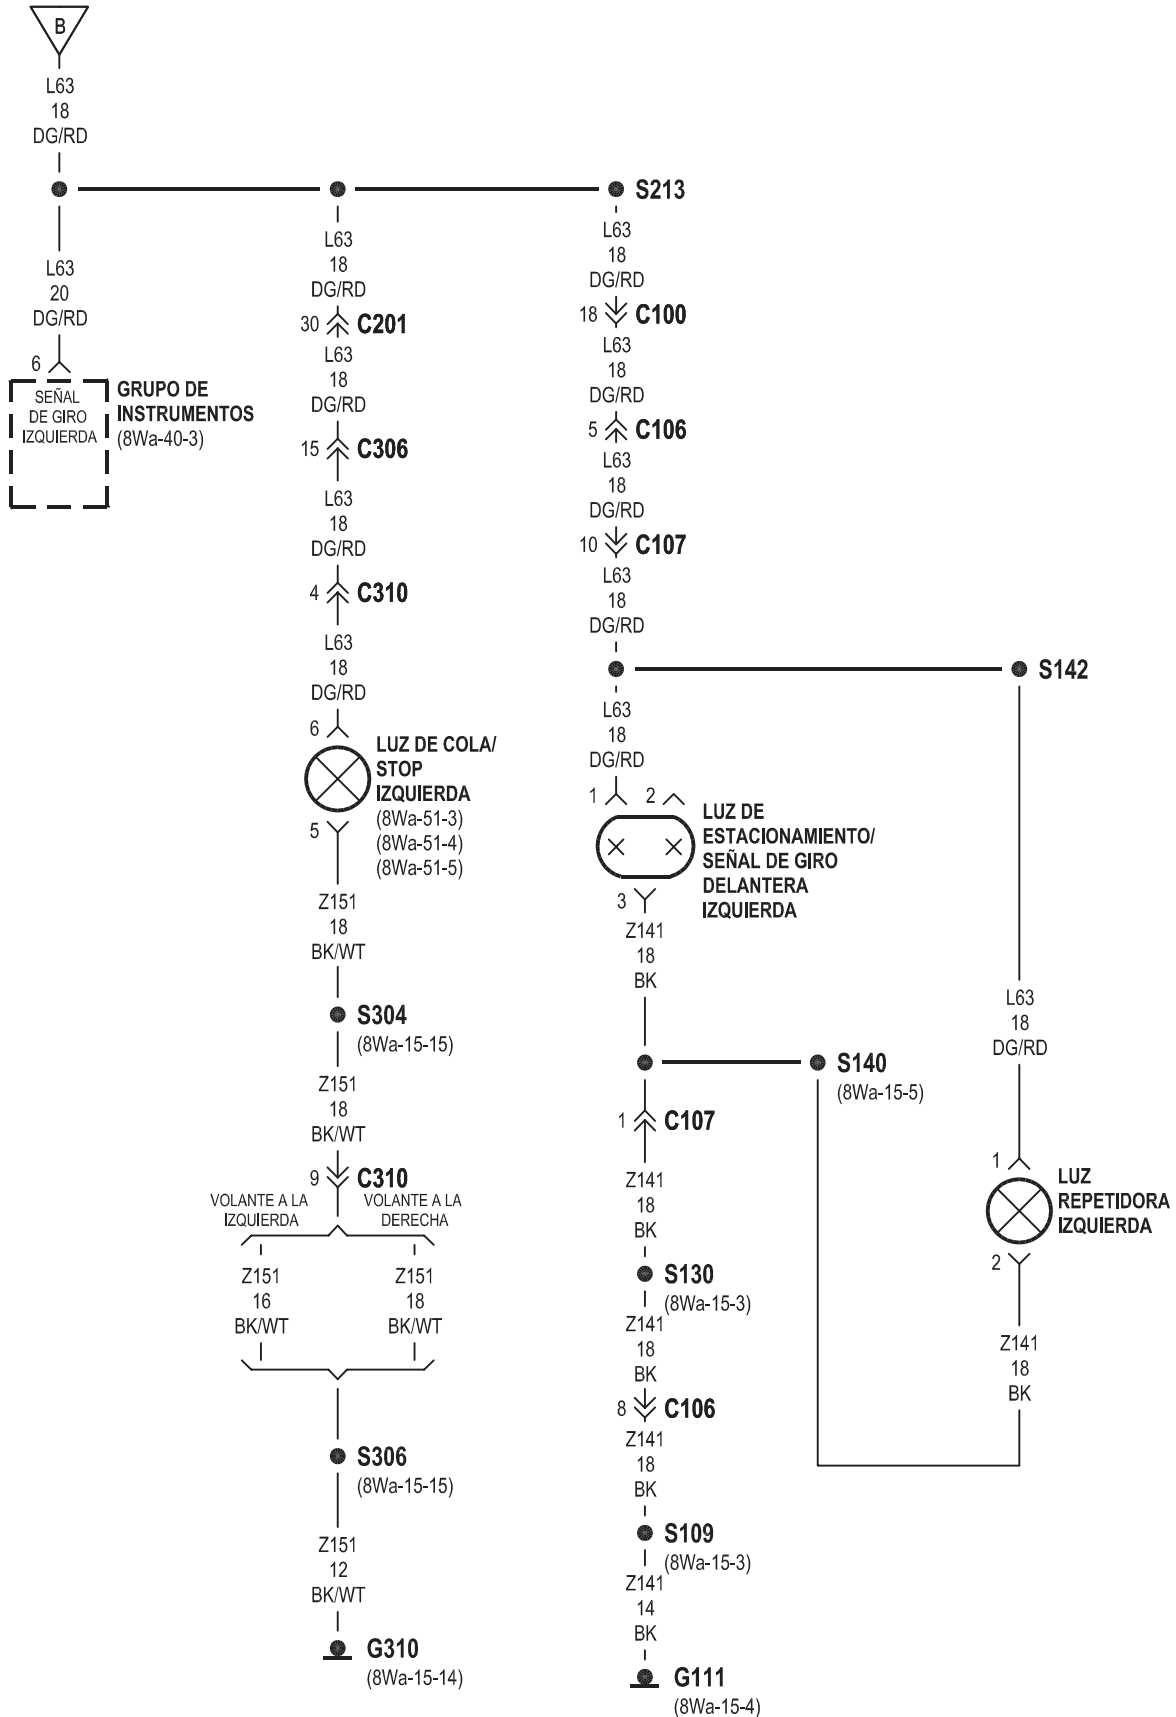 B
L63
18
DG/RD
L63
20
DG/RD
6
SEÑAL
DE GIRO
IZQUIERDA
GRUPO DE
INSTRUMENTOS
(8Wa-40-3)
L63
18
DG/RD
30 C201
L63
18
DG/RD
15 C306
L63
18
DG/RD
4 C310
L63
18
DG/RD
6
LUZ DE COLA/
STOP
IZQUIERDA
(8Wa-51-3)
(8Wa-51-4)
(8Wa-51-5)
5
Z151
18
BK/WT
S304
(8Wa-15-15)
Z151
18
BK/WT
9 C310
VOLANTE A LA
IZQUIERDA
VOLANTE A LA
DERECHA
Z151
16
BK/WT
Z151
18
BK/WT
S306
(8Wa-15-15)
Z151
12
BK/WT
G310
(8Wa-15-14)
S213
L63
18
DG/RD
18 C100
L63
18
DG/RD
5 C106
L63
18
DG/RD
10 C107
L63
18
DG/RD
S142
L63
18
DG/RD
1 2
LUZ DE
ESTACIONAMIENTO/
SEÑAL DE GIRO
DELANTERA
IZQUIERDA
3
Z141
18
BK
S140
(8Wa-15-5)
1 C107
Z141
18
BK
S130
(8Wa-15-3)
Z141
18
BK
8 C106
Z141
18
BK
S109
(8Wa-15-3)
Z141
14
BK
G111
(8Wa-15-4)
L63
18
DG/RD
1
LUZ
REPETIDORA
IZQUIERDA
2
Z141
18
BK